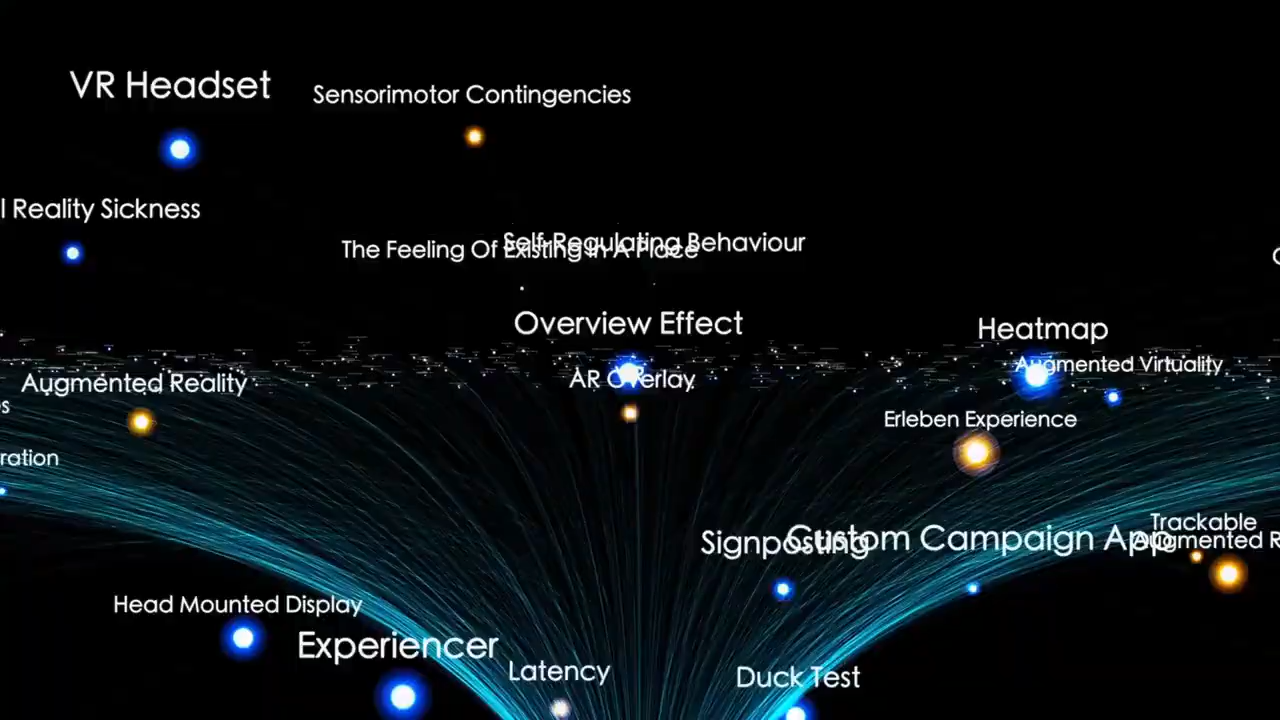 VR Headset
Sensorimotor Contingencies
l Reality Sickness
Self-Regulating Behaviour
The Feeling Of Existing In A Place
Overview Effect
Heatmap
Augmented Virtuality
AR Overlay
Augmented Reality
s
Erleben Experience
ration
Trackable
Signposting
Custom Campaign App
Augmented R
Head Mounted Display
Experiencer
Latency
Duck Test